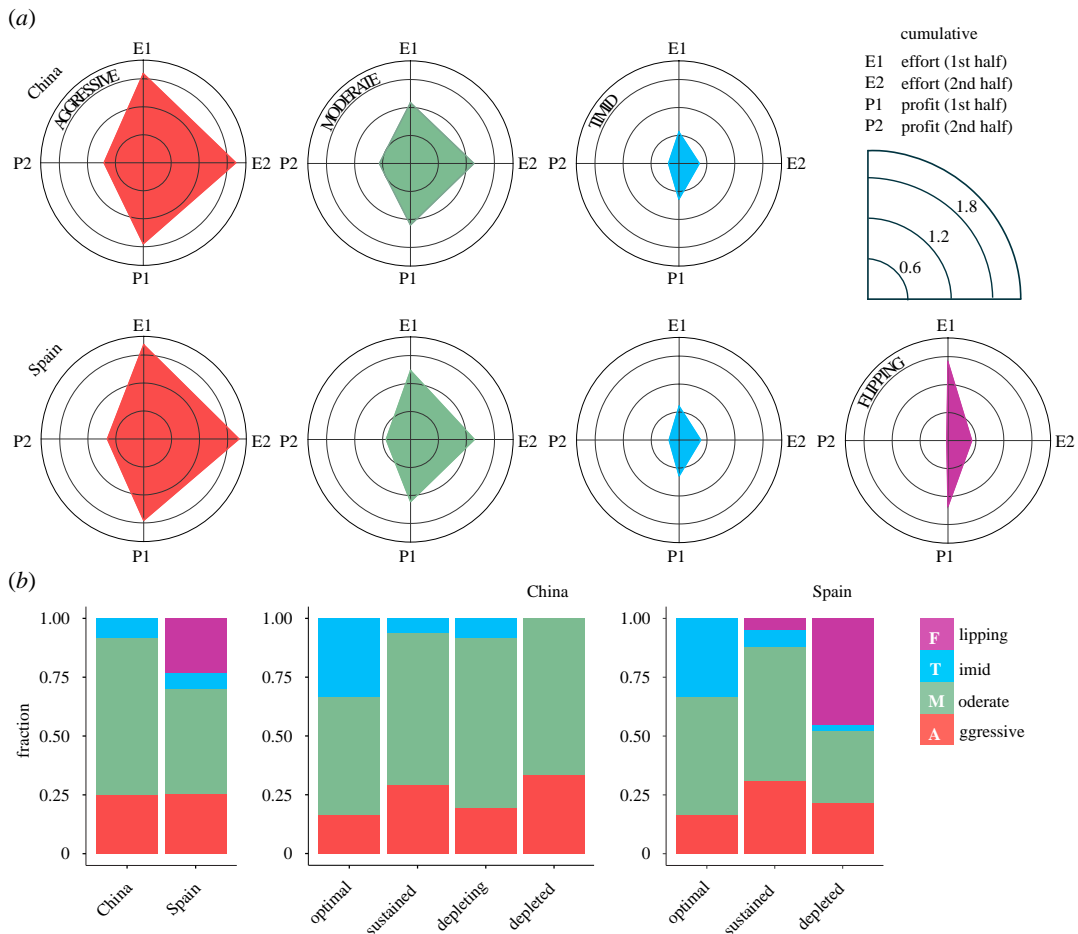 (a)
China
AGGRESSIVE
E1
P2
E2
P1
MODERATE
E1
P2
E2
P1
TIMID
E1
P2
E2
P1
cumulative
E1 effort (1st half)
E2 effort (2nd half)
P1 profit (1st half)
P2 profit (2nd half)
1.8
1.2
0.6
Spain
E1
P2
E2
P1
E1
P2
E2
P1
E1
P2
E2
P1
FLIPPING
E1
P2
E2
P1
(b)
fraction
1.00
0.75
0.50
0.25
0
China
Spain
China
1.00
0.75
0.50
0.25
0
optimal
sustained
depleting
depleted
Spain
1.00
0.75
0.50
0.25
0
optimal
sustained
depleted
F lipping
T imid
M oderate
A ggressive